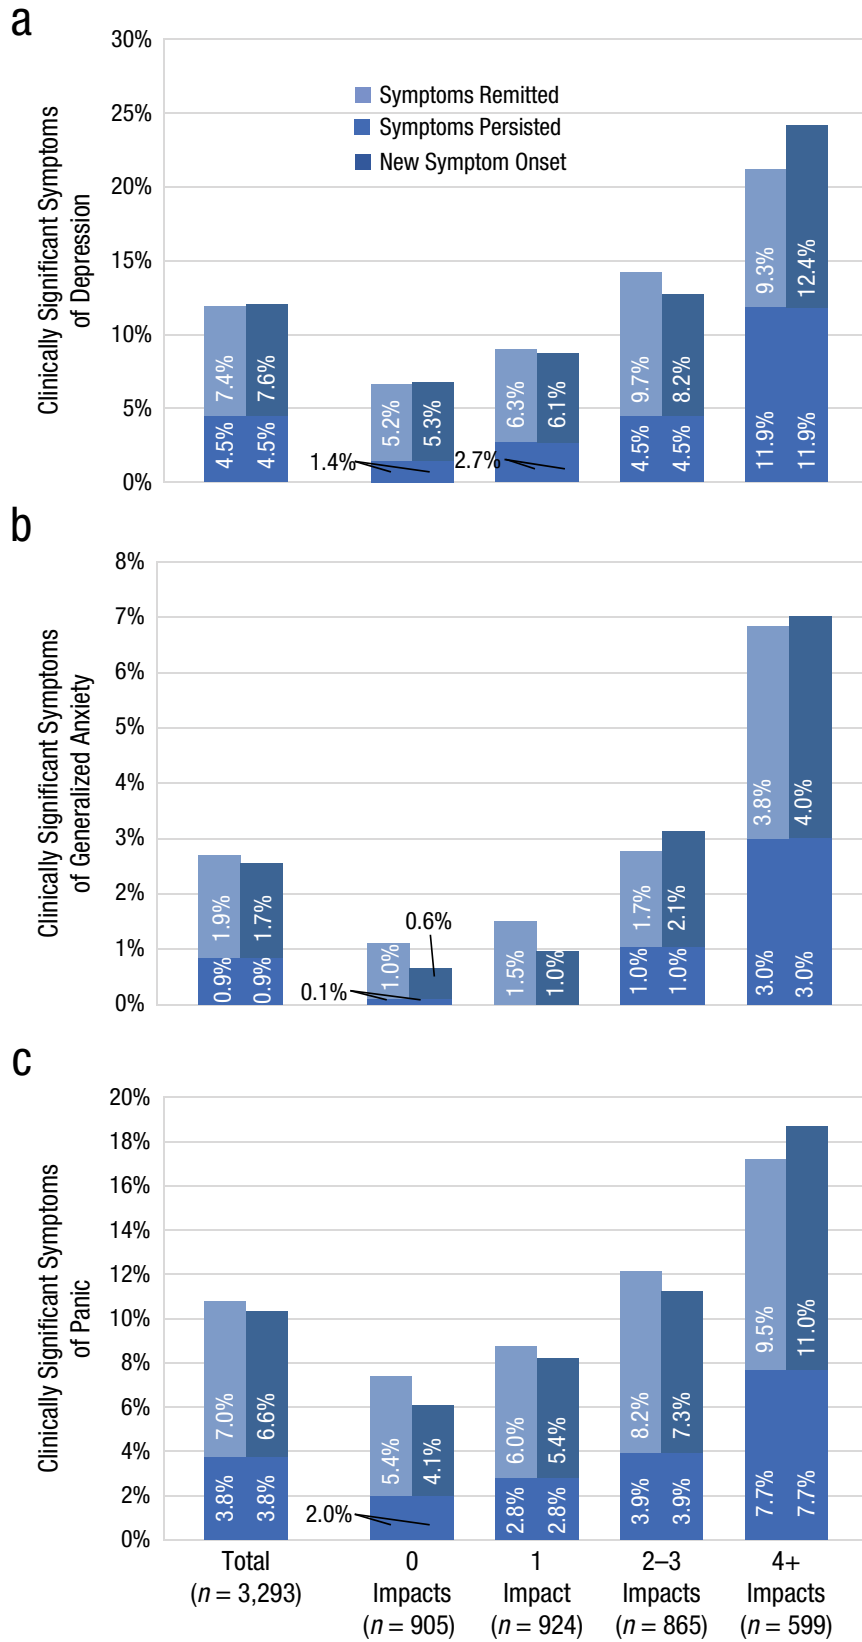 a
Clinically Significant Symptoms
of Depression
30%
25%
20%
15%
10%
5%
0%
Symptoms Remitted
Symptoms Persisted
New Symptom Onset
7.4% 7.6%
4.5% 4.5%
5.2% 5.3%
1.4%
6.3% 6.1%
2.7%
9.7% 8.2%
4.5% 4.5%
9.3% 12.4%
11.9% 11.9%
b
Clinically Significant Symptoms
of Generalized Anxiety
8%
7%
6%
5%
4%
3%
2%
1%
0%
1.9% 1.7%
0.9% 0.9%
1.0% 0.6%
0.1%
1.5% 1.0%
1.7% 2.1%
1.0% 1.0%
3.8% 4.0%
3.0% 3.0%
c
Clinically Significant Symptoms
of Panic
20%
18%
16%
14%
12%
10%
8%
6%
4%
2%
0%
7.0% 6.6%
3.8% 3.8%
5.4% 4.1%
2.0%
6.0% 5.4%
2.8% 2.8%
8.2% 7.3%
3.9% 3.9%
9.5% 11.0%
7.7% 7.7%
Total
(n = 3,293)
0
Impacts
(n = 905)
1
Impact
(n = 924)
2–3
Impacts
(n = 865)
4+
Impacts
(n = 599)